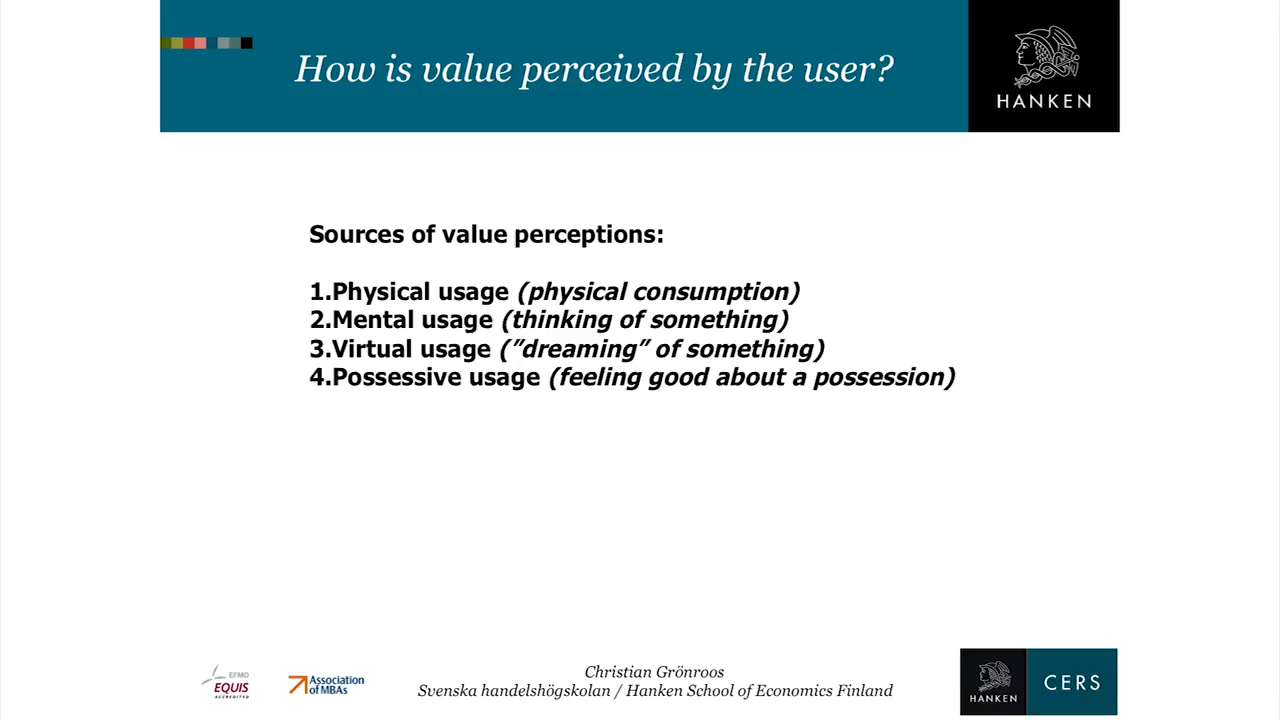 How is value perceived by the user?
HANKEN
Sources of value perceptions:
1.Physical usage (physical consumption)
2.Mental usage (thinking of something)
3.Virtual usage (”dreaming” of something)
4.Possessive usage (feeling good about a possession)
EFMD
EQUIS
ACCREDITED
Association
of MBAs
Christian Grönroos
Svenska handelshögskolan / Hanken School of Economics Finland
HANKEN
CERS